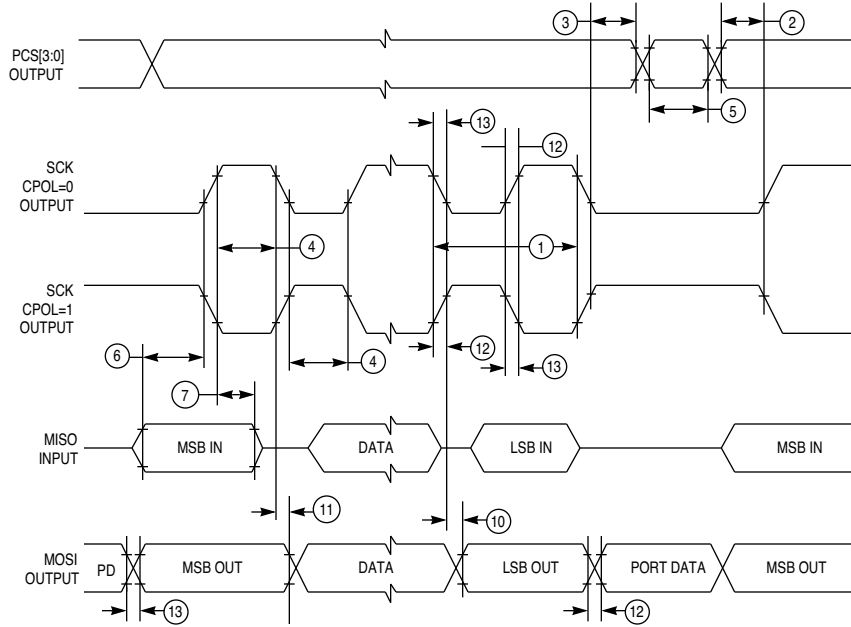 3
2
PCS[3:0]
OUTPUT
5
13
12
SCK
CPOL=0
OUTPUT
4
1
SCK
CPOL=1
OUTPUT
6
4
12
13
7
MISO
INPUT
MSB IN
DATA
LSB IN
MSB IN
11
10
MOSI
OUTPUT
PD
MSB OUT
DATA
LSB OUT
PORT DATA
MSB OUT
13
12